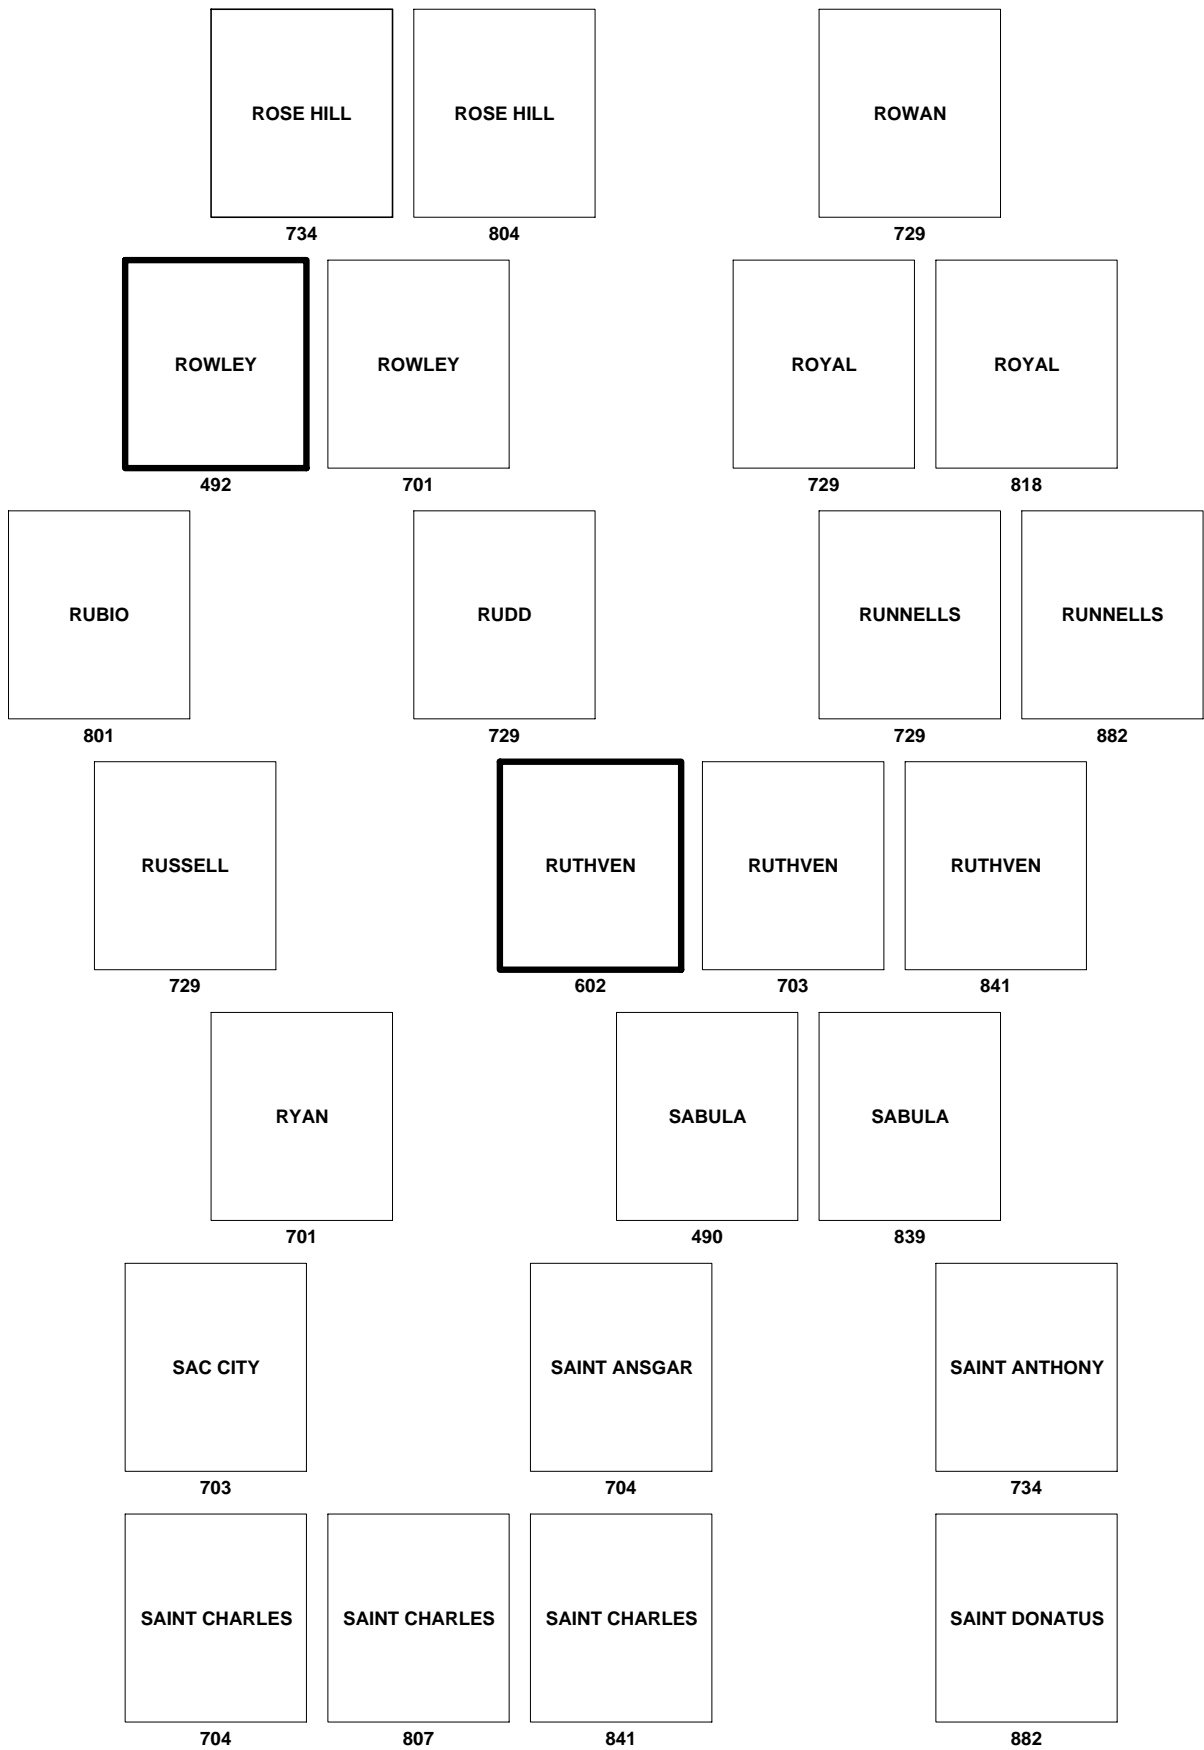 ROSE HILL ROSE HILL ROWAN
734 804 729
ROWLEY ROWLEY ROYAL ROYAL
492 701 729 818
RUBIO RUDD RUNNELLS RUNNELLS
801 729 729 882
RUSSELL RUTHVEN RUTHVEN RUTHVEN
729 602 703 841
RYAN SABULA SABULA
701 490 839
SAC CITY SAINT ANSGAR SAINT ANTHONY
703 704 734
SAINT CHARLES SAINT CHARLES SAINT CHARLES SAINT DONATUS
704 807 841 882